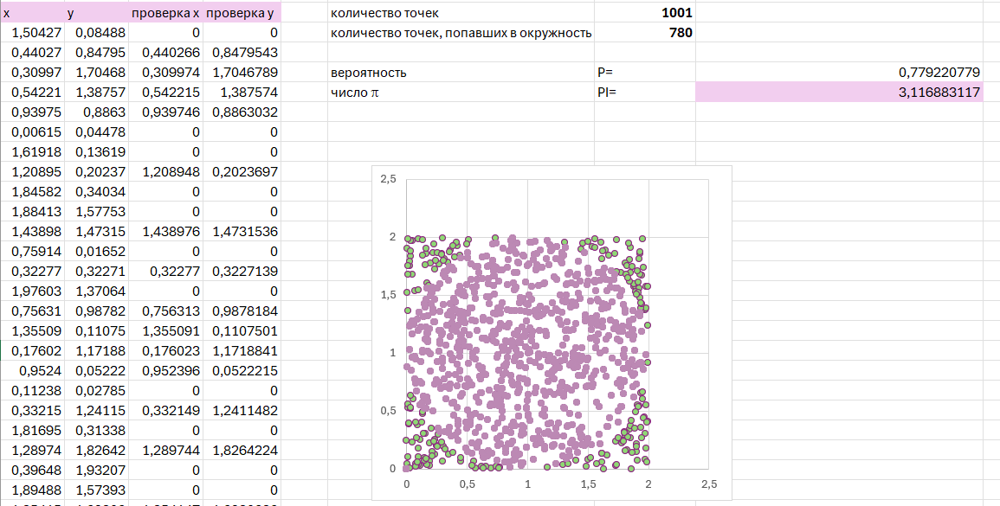 x y проверка x проверка y количество точек 1001
1,50427 0,08488 0 0 количество точек, попавших в окружность 780
0,44027 0,84795 0,440266 0,8479543
0,30997 1,70468 0,309974 1,7046789 вероятность P= 0,779220779
0,54221 1,38757 0,542215 1,387574 число π PI= 3,116883117
0,93975 0,8863 0,939746 0,8863032
0,00615 0,04478 0 0
1,61918 0,13619 0 0
1,20895 0,20237 1,208948 0,2023697
1,84582 0,34034 0 0
1,88413 1,57753 0 0
1,43898 1,47315 1,438976 1,4731536
0,75914 0,01652 0 0
0,32277 0,32271 0,32277 0,3227139
1,97603 1,37064 0 0
0,75631 0,98782 0,756313 0,9878184
1,35509 0,11075 1,355091 0,1107501
0,17602 1,17188 0,176023 1,1718841
0,9524 0,05222 0,952396 0,0522215
0,11238 0,02785 0 0
0,33215 1,24115 0,332149 1,2411482
1,81695 0,31338 0 0
1,28974 1,82642 1,289744 1,8264224
0,39648 1,93207 0 0
1,89488 1,57393 0 0
2,5
2
1,5
1
0,5
0
0 0,5 1 1,5 2 2,5